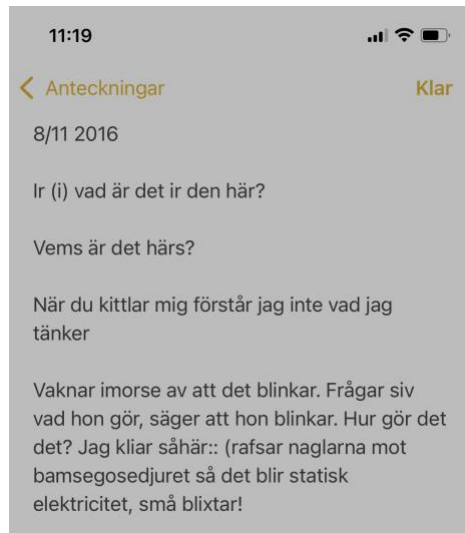 11:19
Anteckningar
Klar
8/11 2016
Ir (i) vad är det ir den här?
Vems är det härs?
När du kittlar mig förstår jag inte vad jag
tänker
Vaknar imorse av att det blinkar. Frågar siv
vad hon gör, säger att hon blinkar. Hur gör det
det? Jag kliar såhär:: (rafsar naglarna mot
bamsegosedjuret så det blir statisk
elektricitet, små blixtar!